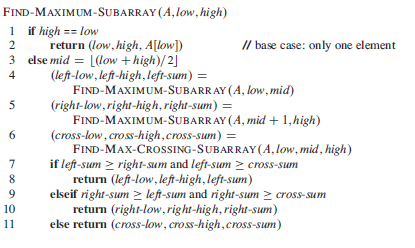 FIND-MAXIMUM-SUBARRAY(A, low, high)
1 if high == low
2 return (low, high, A[low]) // base case: only one element
3 else mid = ⌊(low + high)/2⌋
4 (left-low, left-high, left-sum) =
FIND-MAXIMUM-SUBARRAY(A, low, mid)
5 (right-low, right-high, right-sum) =
FIND-MAXIMUM-SUBARRAY(A, mid + 1, high)
6 (cross-low, cross-high, cross-sum) =
FIND-MAX-CROSSING-SUBARRAY(A, low, mid, high)
7 if left-sum ≥ right-sum and left-sum ≥ cross-sum
8 return (left-low, left-high, left-sum)
9 elseif right-sum ≥ left-sum and right-sum ≥ cross-sum
10 return (right-low, right-high, right-sum)
11 else return (cross-low, cross-high, cross-sum)